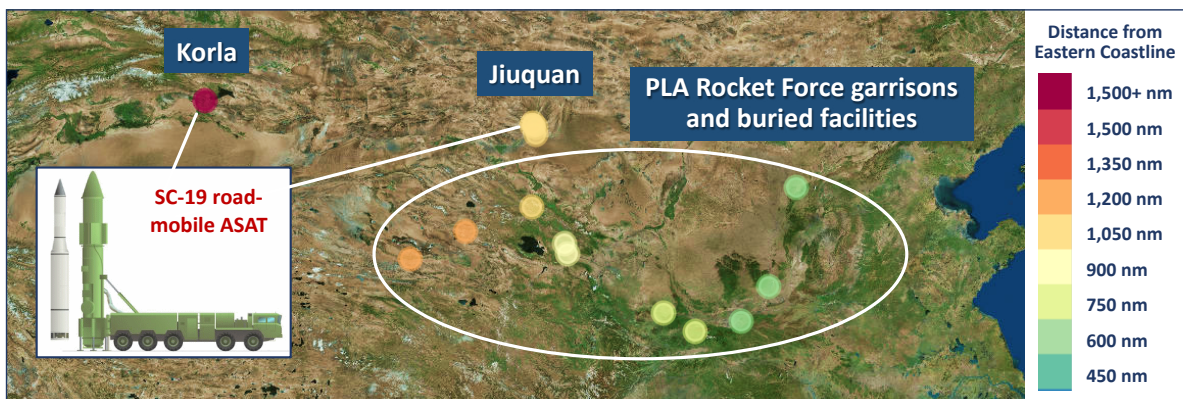 Korla
Jiuquan
PLA Rocket Force garrisons
and buried facilities
SC-19 road-
mobile ASAT
Distance from
Eastern Coastline
1,500+ nm
1,500 nm
1,350 nm
1,200 nm
1,050 nm
900 nm
750 nm
600 nm
450 nm